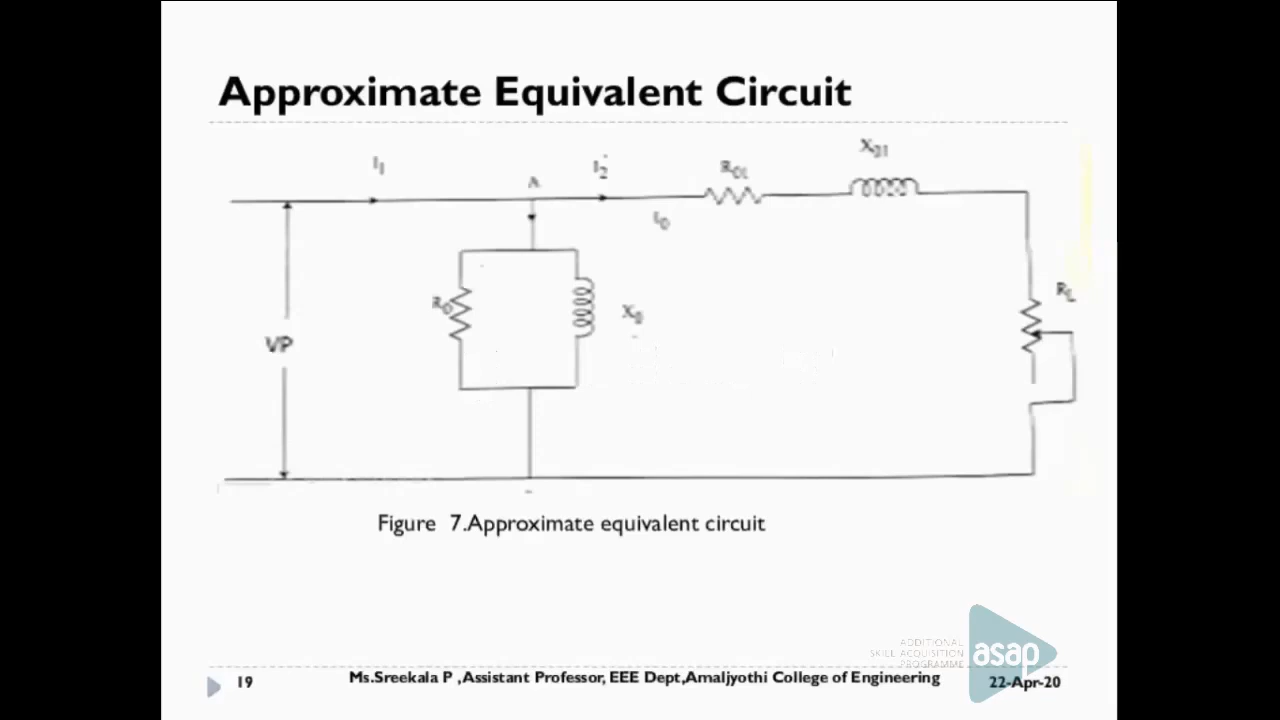 Approximate Equivalent Circuit
X01
I1
I2'
R01
A
I0
RL
R0
X0
VP
Figure 7.Approximate equivalent circuit
ADDITIONAL
SKILL ACQUISITION
PROGRAMME
asap
19
Ms.Sreekala P ,Assistant Professor, EEE Dept,Amaljyothi College of Engineering
22-Apr-20